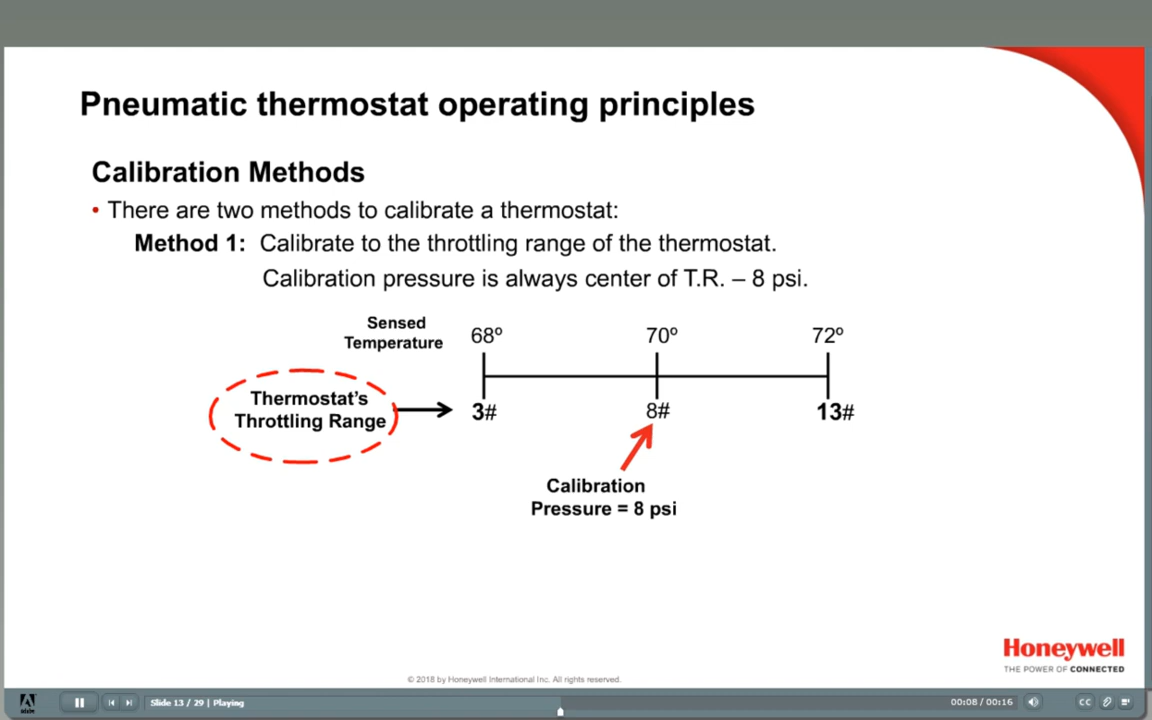 Pneumatic thermostat operating principles
Calibration Methods
• There are two methods to calibrate a thermostat:
Method 1: Calibrate to the throttling range of the thermostat.
Calibration pressure is always center of T.R. – 8 psi.
Sensed
Temperature
68º 70º 72º
Thermostat's
Throttling Range
3# 8# 13#
Calibration
Pressure = 8 psi
Honeywell
THE POWER OF CONNECTED
© 2018 by Honeywell International Inc. All rights reserved.
Adobe
Slide 13 / 29 | Playing
00:08 / 00:16
CC